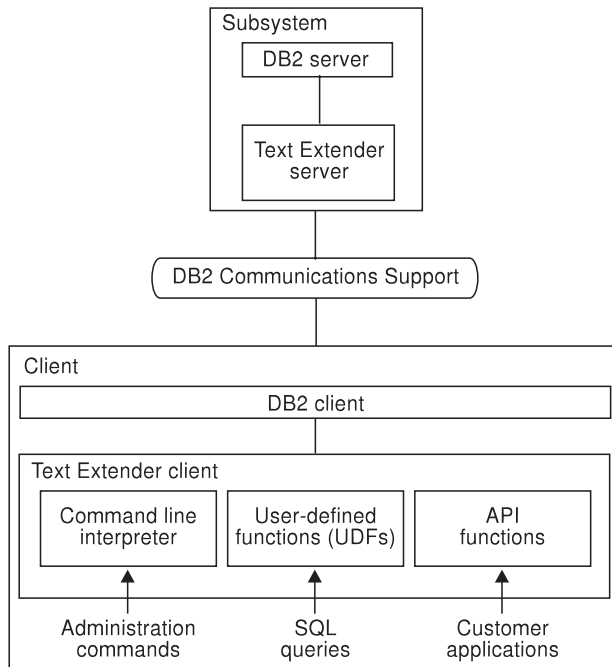 Subsystem
DB2 server
Text Extender
server
DB2 Communications Support
Client
DB2 client
Text Extender client
Command line
interpreter
User-defined
functions (UDFs)
API
functions
Administration
commands
SQL
queries
Customer
applications